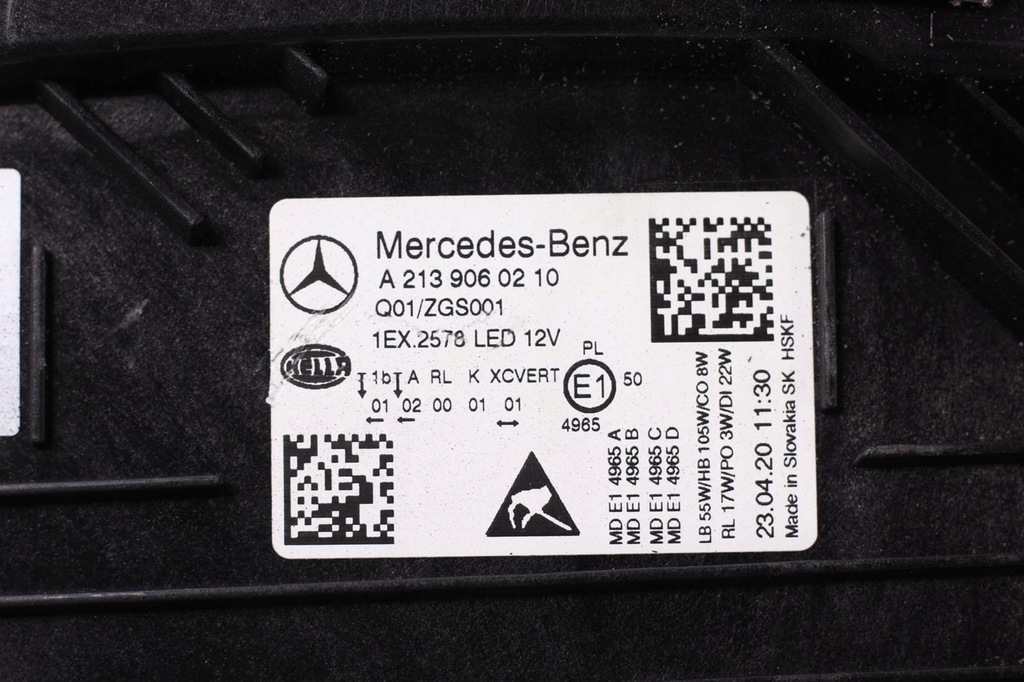 Mercedes-Benz
A 213 906 02 10
Q01/ZGS001
1EX.2578 LED 12V
HELLA
1b A RL K XCVERT
01 02 00 01 01
PL
E1
50
4965
MD E1 4965 A
MD E1 4965 B
MD E1 4965 C
MD E1 4965 D
LB 55W/HB 105W/CO 8W
RL 17W/PO 3W/DI 22W
23.04.20 11:30
Made in Slovakia SK HSKF